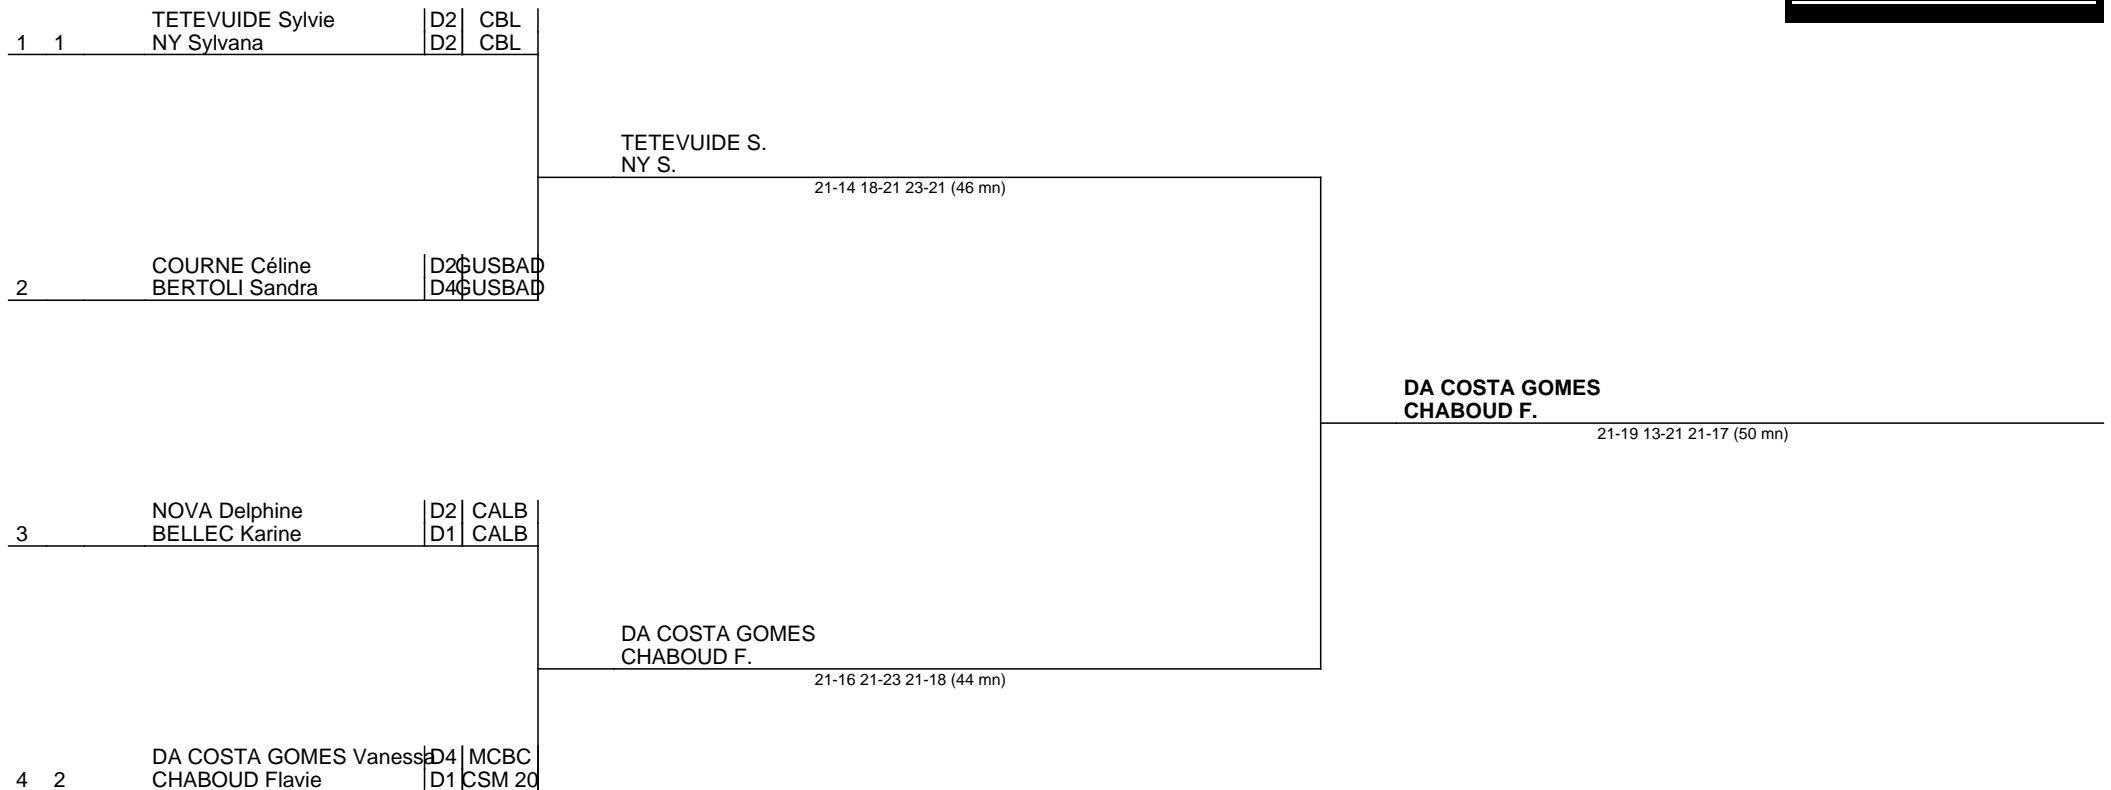 TETEVUIDE Sylvie D2 CBL
1 1 NY Sylvana D2 CBL
TETEVUIDE S.
NY S.
21-14 18-21 23-21 (46 mn)
COURNE Céline D2 GUSBAD
2 BERTOLI Sandra D4 GUSBAD
DA COSTA GOMES
CHABOUD F.
21-19 13-21 21-17 (50 mn)
NOVA Delphine D2 CALB
3 BELLEC Karine D1 CALB
DA COSTA GOMES
CHABOUD F.
21-16 21-23 21-18 (44 mn)
DA COSTA GOMES Vanessa D4 MCBC
4 2 CHABOUD Flavie D1 CSM 20